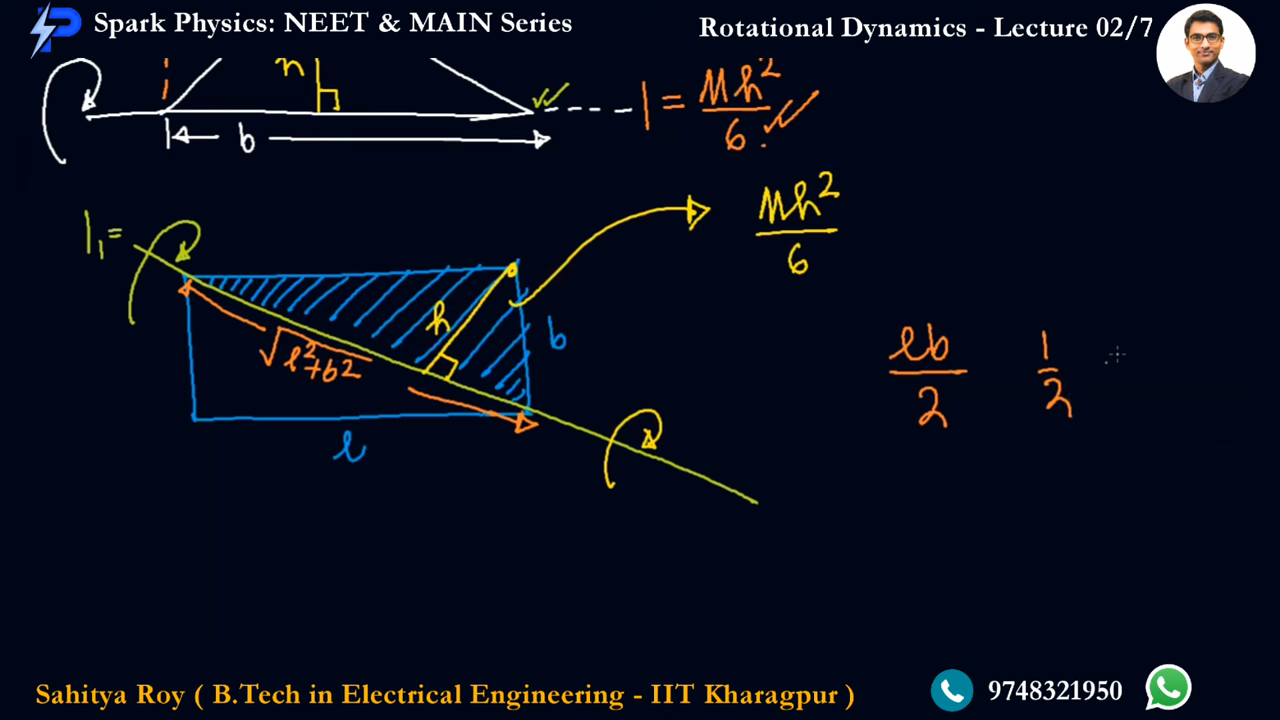 Spark Physics: NEET & MAIN Series
Rotational Dynamics - Lecture 02/7
h
b
I = Mh²/6
I₁=
Mh²/6
h
b
√l²+b²
l
lb/2 1/2
Sahitya Roy ( B.Tech in Electrical Engineering - IIT Kharagpur )
9748321950